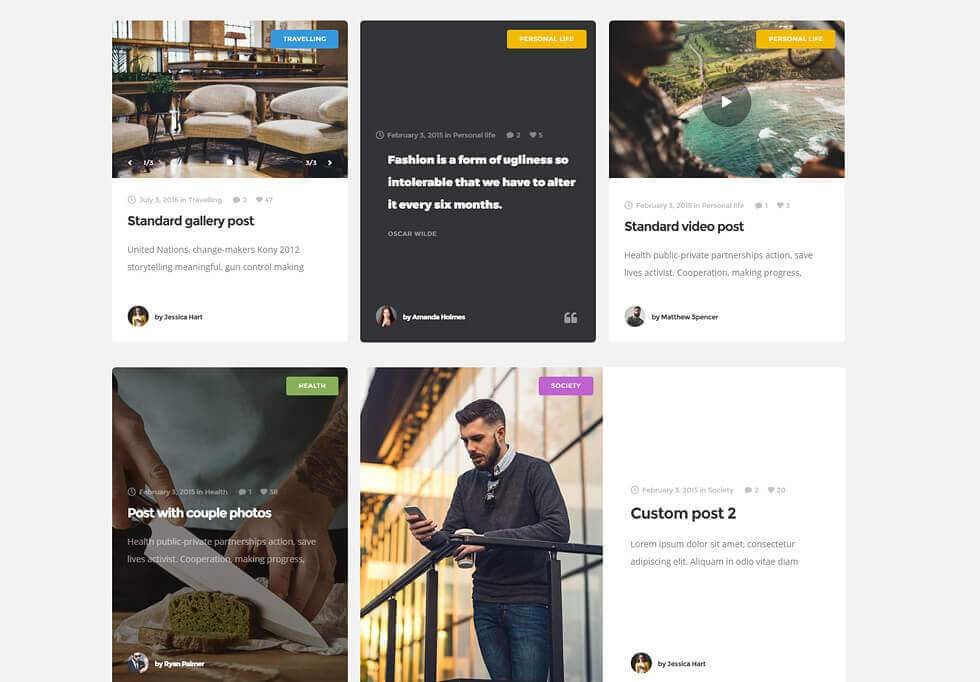 TRAVELLING
1/3
3/3
July 3, 2016 in Travelling 2 47
Standard gallery post
United Nations, change-makers Kony 2012
storytelling meaningful, gun control making
by Jessica Hart
PERSONAL LIFE
February 3, 2015 in Personal life 2 5
Fashion is a form of ugliness so
intolerable that we have to alter
it every six months.
OSCAR WILDE
by Amanda Holmes
PERSONAL LIFE
February 3, 2015 in Personal life 1 3
Standard video post
Health public-private partnerships action, save
lives activist. Cooperation, making progress,
by Matthew Spencer
HEALTH
February 3, 2015 in Health 1 38
Post with couple photos
Health public-private partnerships action, save
lives activist. Cooperation, making progress,
by Ryan Palmer
SOCIETY
February 3, 2015 in Society 2 20
Custom post 2
Lorem ipsum dolor sit amet, consectetur
adipiscing elit. Aliquam in odio vitae diam
by Jessica Hart